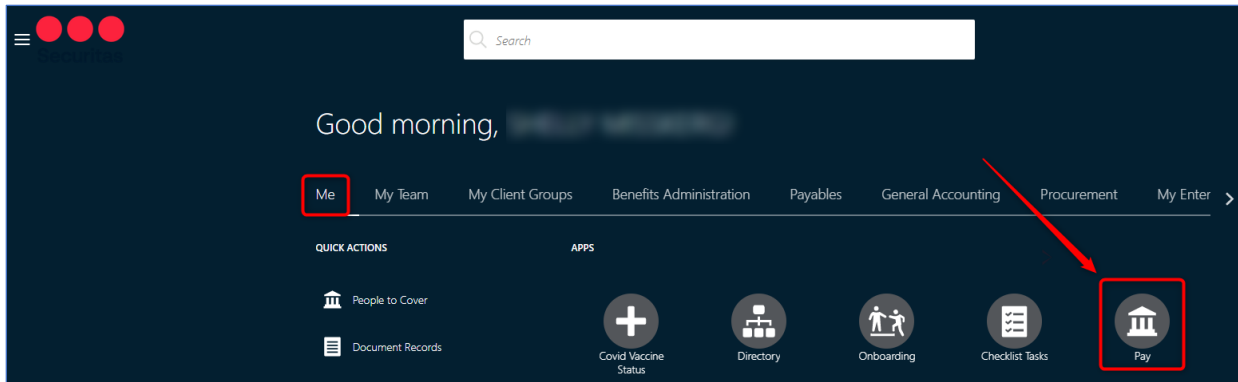 Securitas
Search
Good morning,
Me My Team My Client Groups Benefits Administration Payables General Accounting Procurement My Enter
QUICK ACTIONS APPS
People to Cover
Document Records
Covid Vaccine Status
Directory
Onboarding
Checklist Tasks
Pay